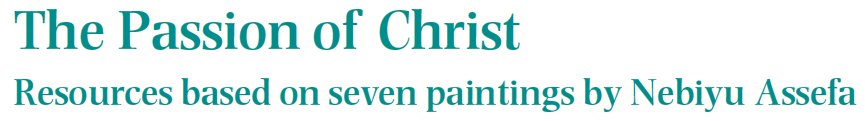 The Passion of Christ
Resources based on seven paintings by Nebiyu Assefa